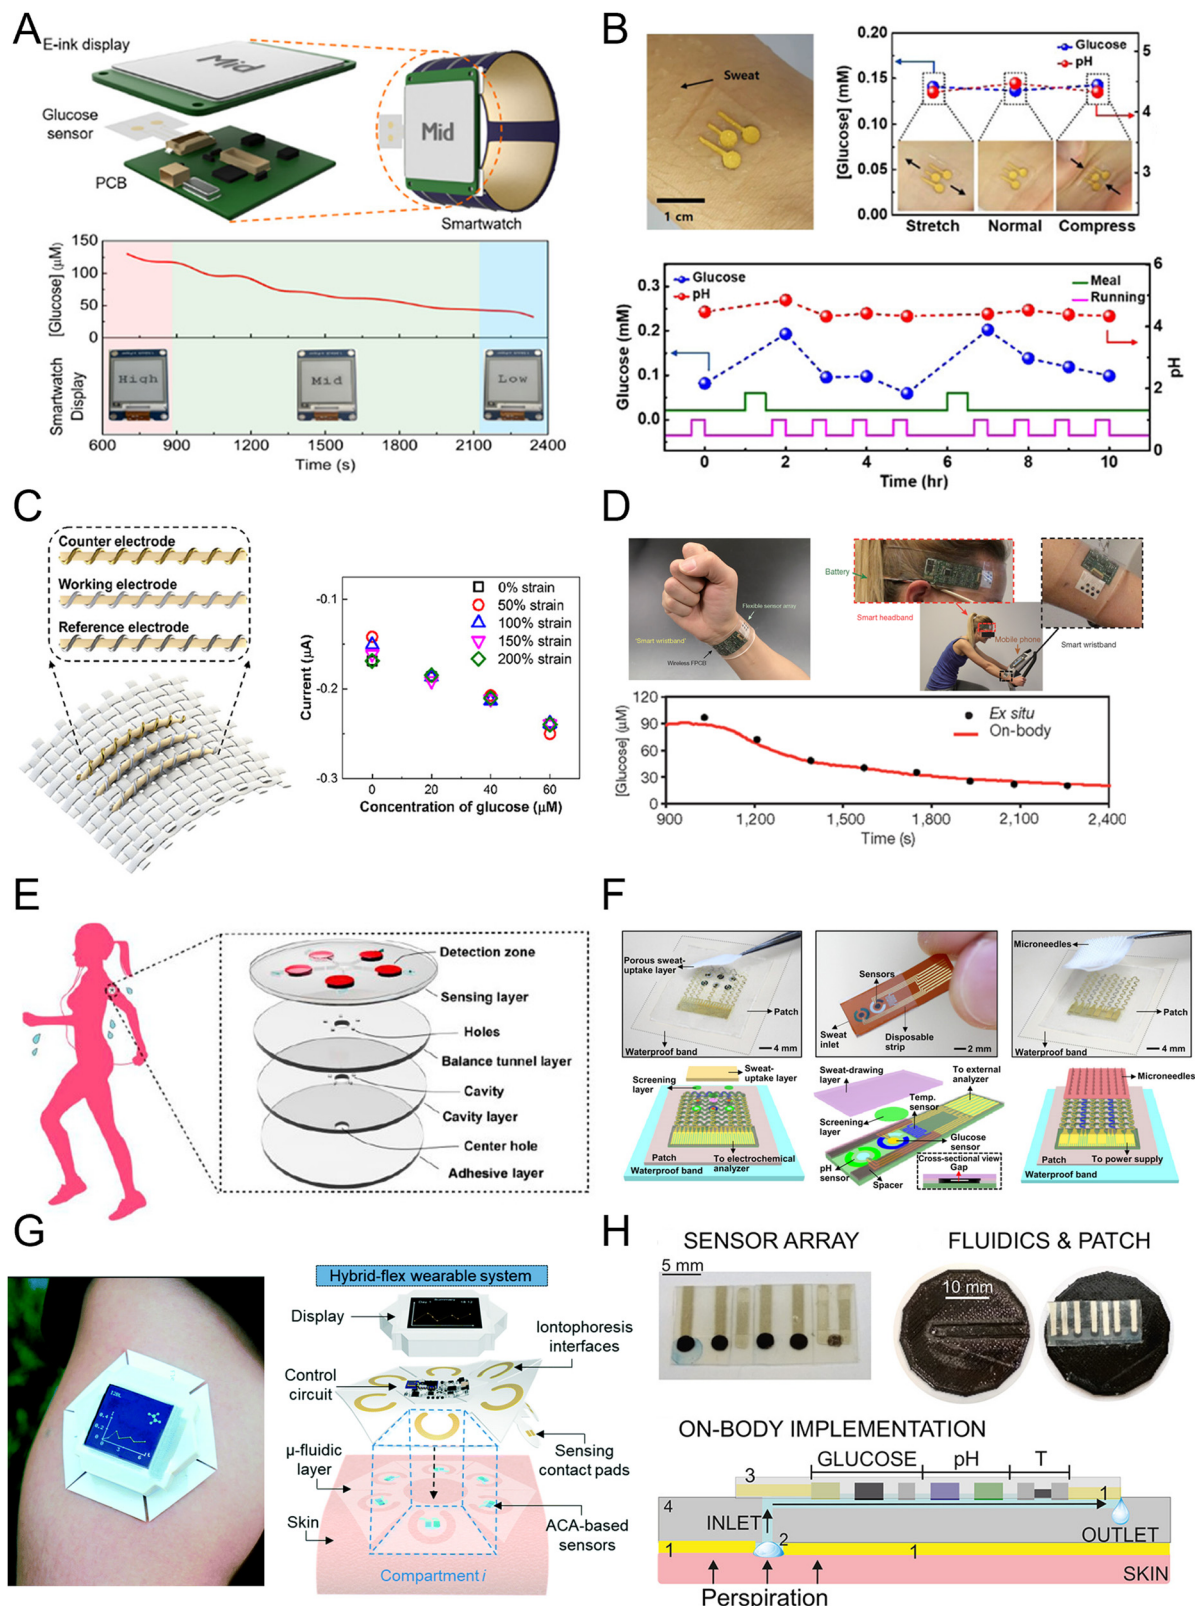 A
E-ink display
Mid
Glucose
sensor
PCB
Mid
Smartwatch
[Glucose] (µM)
150
100
50
0
Smartwatch
Display
High
Mid
Low
600 900 1200 1500 1800 2100 2400
Time (s)
B
Sweat
1 cm
[Glucose] (mM)
0.15
0.10
0.05
0.00
Glucose
pH
5
4
3
Stretch Normal Compress
Glucose
pH
Meal
Running
Glucose (mM)
0.3
0.2
0.1
0.0
6
4
2
0
pH
0 2 4 6 8 10
Time (hr)
C
Counter electrode
Working electrode
Reference electrode
Current (µA)
-0.1
-0.2
-0.3
0% strain
50% strain
100% strain
150% strain
200% strain
0 20 40 60
Concentration of glucose (µM)
D
Flexible sensor array
"Smart wristband"
Wireless FPCB
Battery
Smart headband
Mobile phone
Smart wristband
[Glucose] (µM)
120
90
60
30
0
Ex situ
On-body
900 1,200 1,500 1,800 2,100 2,400
Time (s)
E
Detection zone
Sensing layer
Holes
Balance tunnel layer
Cavity
Cavity layer
Center hole
Adhesive layer
F
Porous sweat-
uptake layer
Patch
Waterproof band
4 mm
Sensors
Sweat
inlet
Disposable
strip
2 mm
Microneedles
Patch
Waterproof band
4 mm
Screening
layer
Sweat-
uptake layer
Patch
To electrochemical
analyzer
Waterproof band
Sweat-drawing
layer
To external
analyzer
Temp.
sensor
Screening
layer
Glucose
sensor
pH
sensor
Spacer
Cross-sectional view
Gap
Microneedles
Patch
To power supply
Waterproof band
G
Hybrid-flex wearable system
Display
Iontophoresis
interfaces
Control
circuit
µ-fluidic
layer
Sensing
contact pads
Skin
ACA-based
sensors
Compartment i
H
SENSOR ARRAY
5 mm
FLUIDICS & PATCH
10 mm
ON-BODY IMPLEMENTATION
GLUCOSE pH T
3
1
4
INLET
OUTLET
2
1
1
SKIN
Perspiration